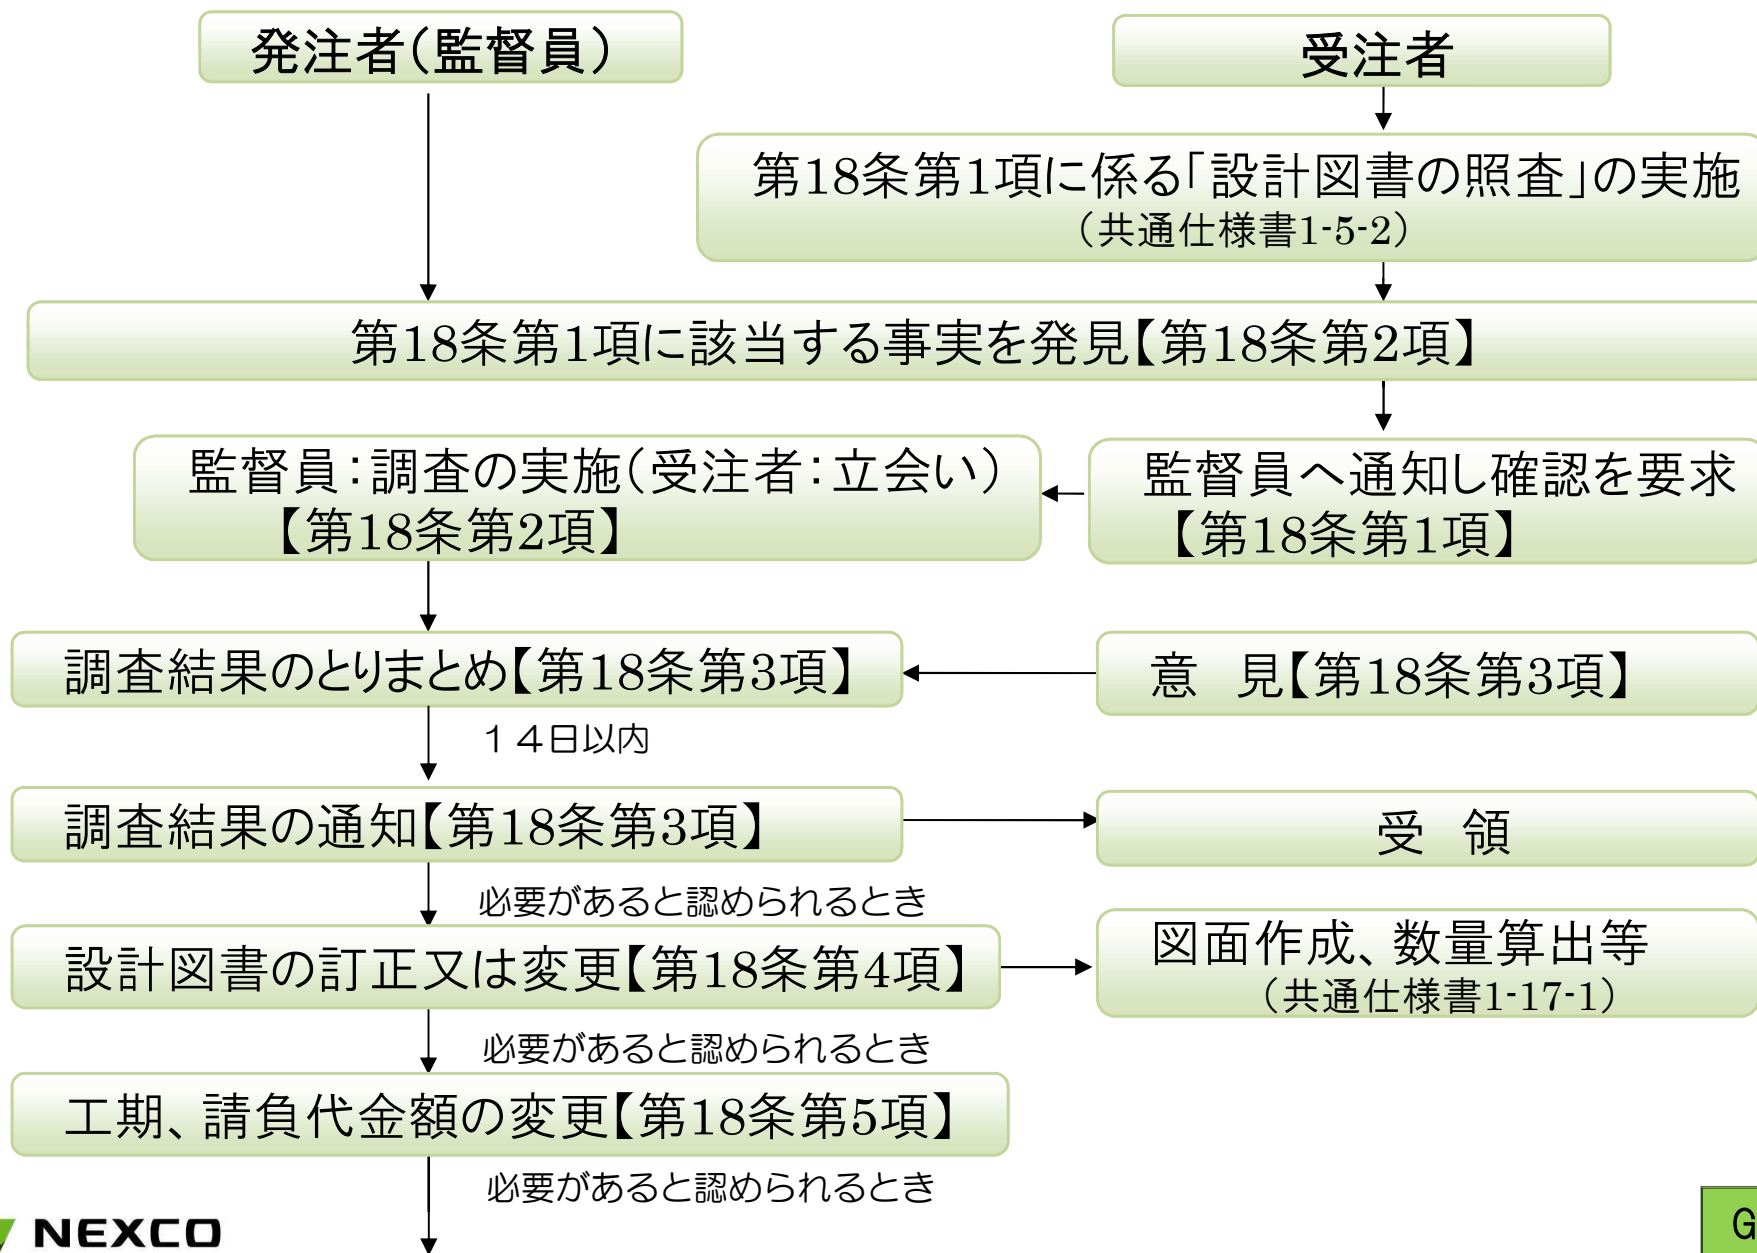 発注者（監督員）
受注者
第18条第1項に係る「設計図書の照査」の実施
（共通仕様書1-5-2）
第18条第1項に該当する事実を発見【第18条第2項】
監督員：調査の実施（受注者：立会い）
【第18条第2項】
監督員へ通知し確認を要求
【第18条第1項】
調査結果のとりまとめ【第18条第3項】
意　見【第18条第3項】
１４日以内
調査結果の通知【第18条第3項】
受　領
必要があると認められるとき
設計図書の訂正又は変更【第18条第4項】
図面作成、数量算出等
（共通仕様書1-17-1）
必要があると認められるとき
工期、請負代金額の変更【第18条第5項】
必要があると認められるとき
NEXCO
G